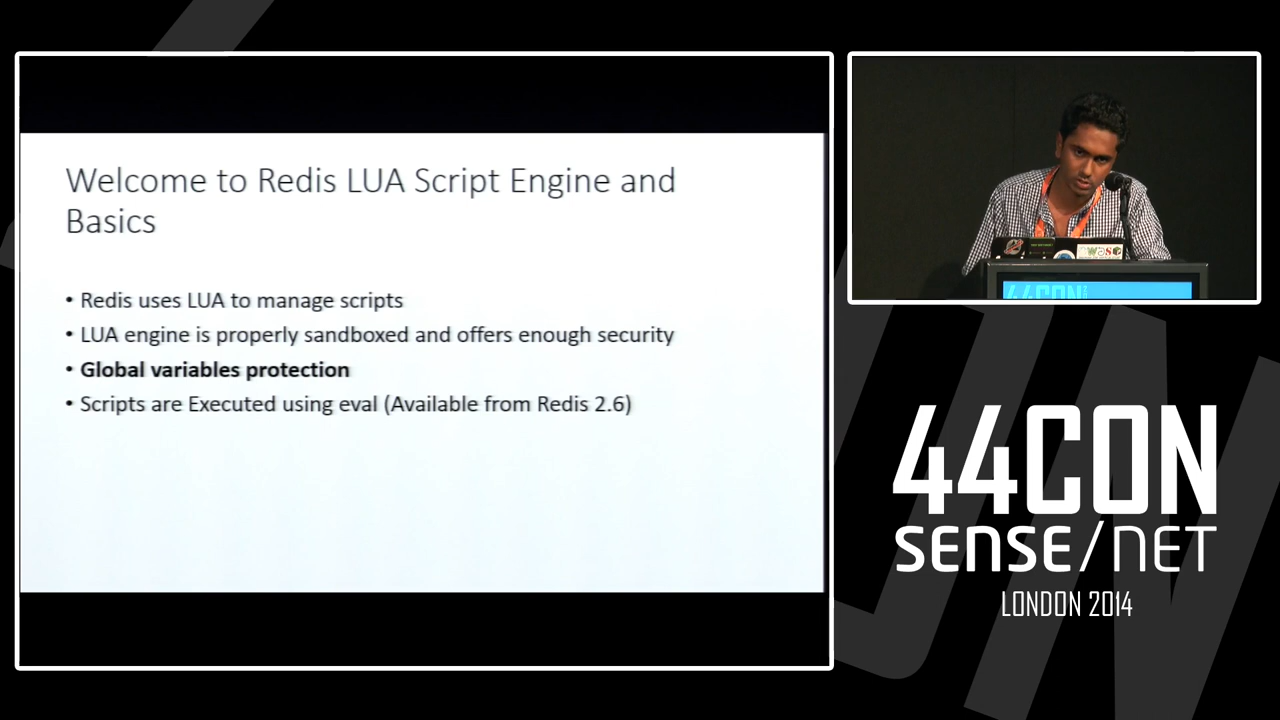 Welcome to Redis LUA Script Engine and
Basics
• Redis uses LUA to manage scripts
• LUA engine is properly sandboxed and offers enough security
• Global variables protection
• Scripts are Executed using eval (Available from Redis 2.6)
44CON
44CON
SENSE/NET
LONDON 2014